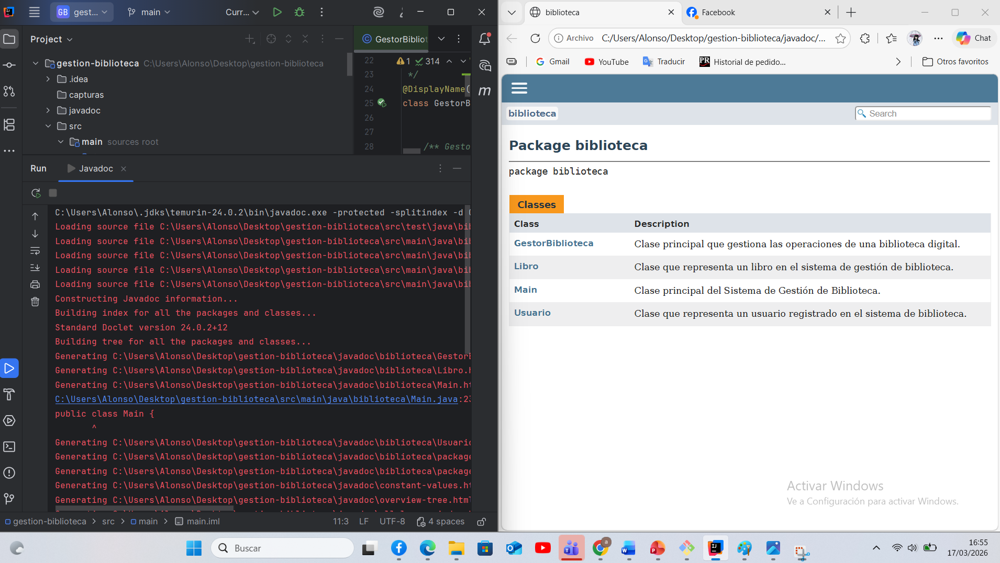 GB gest...
main
Curr...
Project
gestion-biblioteca C:\Users\Alonso\Desktop\gestion-biblioteca
.idea
capturas
javadoc
src
main sources root
GestorBibliot
22
1 314
23 */
24 @DisplayName(
25 class GestorB
26
27
28 /** Gesto
m
Run
Javadoc
C:\Users\Alonso\.jdks\temurin-24.0.2\bin\javadoc.exe -protected -splitindex -d
Loading source file C:\Users\Alonso\Desktop\gestion-biblioteca\src\test\java\bib
Loading source file C:\Users\Alonso\Desktop\gestion-biblioteca\src\main\java\bib
Loading source file C:\Users\Alonso\Desktop\gestion-biblioteca\src\main\java\bib
Loading source file C:\Users\Alonso\Desktop\gestion-biblioteca\src\main\java\bib
Loading source file C:\Users\Alonso\Desktop\gestion-biblioteca\src\main\java\bib
Constructing Javadoc information...
Building index for all the packages and classes...
Standard Doclet version 24.0.2+12
Building tree for all the packages and classes...
Generating C:\Users\Alonso\Desktop\gestion-biblioteca\javadoc\biblioteca\Gestor
Generating C:\Users\Alonso\Desktop\gestion-biblioteca\javadoc\biblioteca\Libro.h
Generating C:\Users\Alonso\Desktop\gestion-biblioteca\javadoc\biblioteca\Main.ht
C:\Users\Alonso\Desktop\gestion-biblioteca\src\main\java\biblioteca\Main.java:23
public class Main {
^
Generating C:\Users\Alonso\Desktop\gestion-biblioteca\javadoc\biblioteca\Usuario
Generating C:\Users\Alonso\Desktop\gestion-biblioteca\javadoc\biblioteca\package
Generating C:\Users\Alonso\Desktop\gestion-biblioteca\javadoc\biblioteca\package
Generating C:\Users\Alonso\Desktop\gestion-biblioteca\javadoc\constant-values.ht
Generating C:\Users\Alonso\Desktop\gestion-biblioteca\javadoc\overview-tree.html
gestion-biblioteca > src > main > main.iml
11:3 LF UTF-8 4 spaces
biblioteca
Facebook
Archivo C:/Users/Alonso/Desktop/gestion-biblioteca/javadoc/...
Chat
Gmail
YouTube
Traducir
Historial de pedido...
Otros favoritos
biblioteca
Search
Package biblioteca
package biblioteca
Classes
Class Description
GestorBiblioteca Clase principal que gestiona las operaciones de una biblioteca digital.
Libro Clase que representa un libro en el sistema de gestión de biblioteca.
Main Clase principal del Sistema de Gestión de Biblioteca.
Usuario Clase que representa un usuario registrado en el sistema de biblioteca.
Activar Windows
Ve a Configuración para activar Windows.
Buscar
16:55
17/03/2026